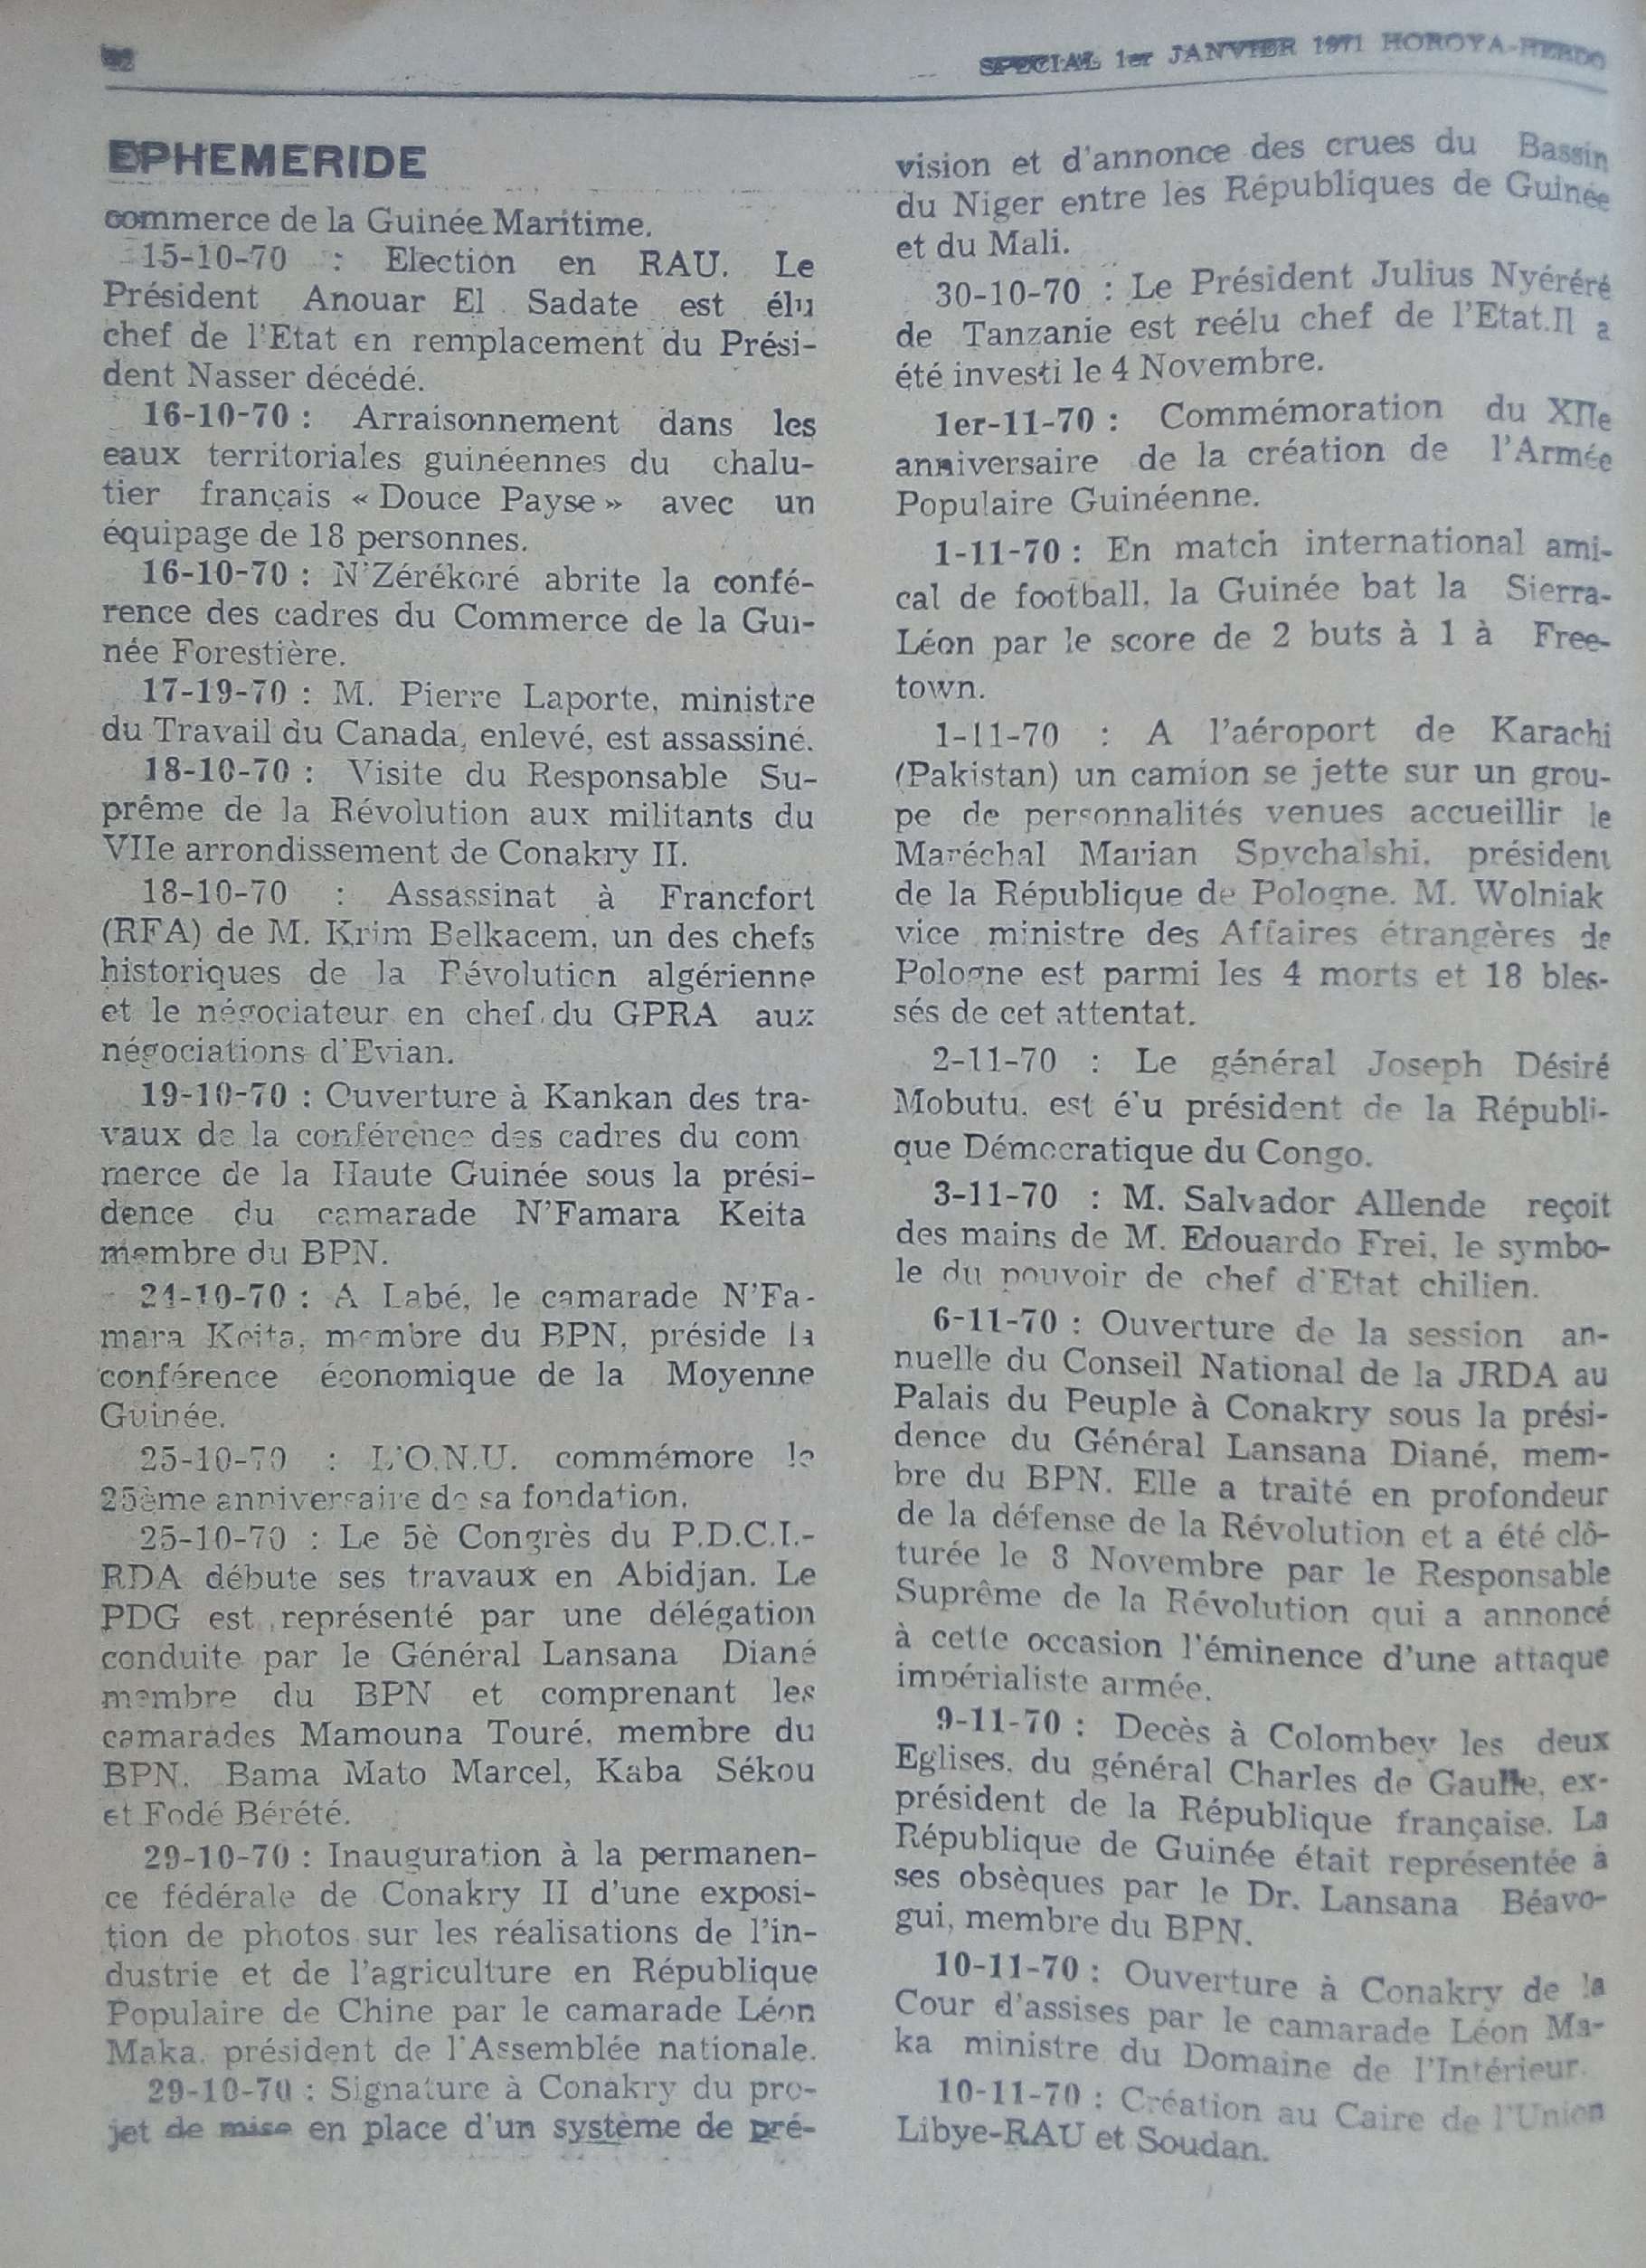 SPECIAL 1er JANVIER 1971 HOROYA-HEBDO
EPHEMERIDE
commerce de la Guinée Maritime.
15-10-70 : Election en RAU. Le
Président Anouar El Sadate est élu
chef de l'Etat en remplacement du Prési-
dent Nasser décédé.
16-10-70 : Arraisonnement dans les
eaux territoriales guinéennes du chalu-
tier français « Douce Payse » avec un
équipage de 18 personnes.
16-10-70 : N'Zérékoré abrite la confé-
rence des cadres du Commerce de la Gui-
née Forestière.
17-19-70 : M. Pierre Laporte, ministre
du Travail du Canada, enlevé, est assassiné.
18-10-70 : Visite du Responsable Su-
prême de la Révolution aux militants du
VIIe arrondissement de Conakry II.
18-10-70 : Assassinat à Francfort
(RFA) de M. Krim Belkacem, un des chefs
historiques de la Révolution algérienne
et le négociateur en chef du GPRA aux
négociations d'Evian.
19-10-70 : Ouverture à Kankan des tra-
vaux de la conférence des cadres du com
merce de la Haute Guinée sous la prési-
dence du camarade N'Famara Keita
membre du BPN.
24-10-70 : A Labé, le camarade N'Fa-
mara Keita, membre du BPN, préside la
conférence économique de la Moyenne
Guinée.
25-10-70 : L'O.N.U. commémore le
25ème anniversaire de sa fondation.
25-10-70 : Le 5è Congrès du P.D.C.I.-
RDA débute ses travaux en Abidjan. Le
PDG est représenté par une délégation
conduite par le Général Lansana Diané
membre du BPN et comprenant les
camarades Mamouna Touré, membre du
BPN. Bama Mato Marcel, Kaba Sékou
et Fodé Bérété.
29-10-70 : Inauguration à la permanen-
ce fédérale de Conakry II d'une exposi-
tion de photos sur les réalisations de l'in-
dustrie et de l'agriculture en République
Populaire de Chine par le camarade Léon
Maka, président de l'Assemblée nationale.
29-10-70 : Signature à Conakry du pro-
jet de mise en place d'un système de pré-
vision et d'annonce des crues du Bassin
du Niger entre les Républiques de Guinée
et du Mali.
30-10-70 : Le Président Julius Nyéréré
de Tanzanie est reélu chef de l'Etat.Il a
été investi le 4 Novembre.
1er-11-70 : Commémoration du XIIe
anniversaire de la création de l'Armée
Populaire Guinéenne.
1-11-70 : En match international ami-
cal de football, la Guinée bat la Sierra-
Léon par le score de 2 buts à 1 à Free-
town.
1-11-70 : A l'aéroport de Karachi
(Pakistan) un camion se jette sur un grou-
pe de personnalités venues accueillir le
Maréchal Marian Spychalshi, président
de la République de Pologne. M. Wolniak
vice ministre des Affaires étrangères de
Pologne est parmi les 4 morts et 18 bles-
sés de cet attentat.
2-11-70 : Le général Joseph Désiré
Mobutu, est é'u président de la Républi-
que Démocratique du Congo.
3-11-70 : M. Salvador Allende reçoit
des mains de M. Edouardo Frei, le symbo-
le du pouvoir de chef d'Etat chilien.
6-11-70 : Ouverture de la session an-
nuelle du Conseil National de la JRDA au
Palais du Peuple à Conakry sous la prési-
dence du Général Lansana Diané, mem-
bre du BPN. Elle a traité en profondeur
de la défense de la Révolution et a été clô-
turée le 8 Novembre par le Responsable
Suprême de la Révolution qui a annoncé
à cette occasion l'éminence d'une attaque
impérialiste armée.
9-11-70 : Decès à Colombey les deux
Eglises, du général Charles de Gaulle, ex-
président de la République française. La
République de Guinée était représentée à
ses obsèques par le Dr. Lansana Béavo-
gui, membre du BPN.
10-11-70 : Ouverture à Conakry de la
Cour d'assises par le camarade Léon Ma-
ka ministre du Domaine de l'Intérieur.
10-11-70 : Création au Caire de l'Union
Libye-RAU et Soudan.